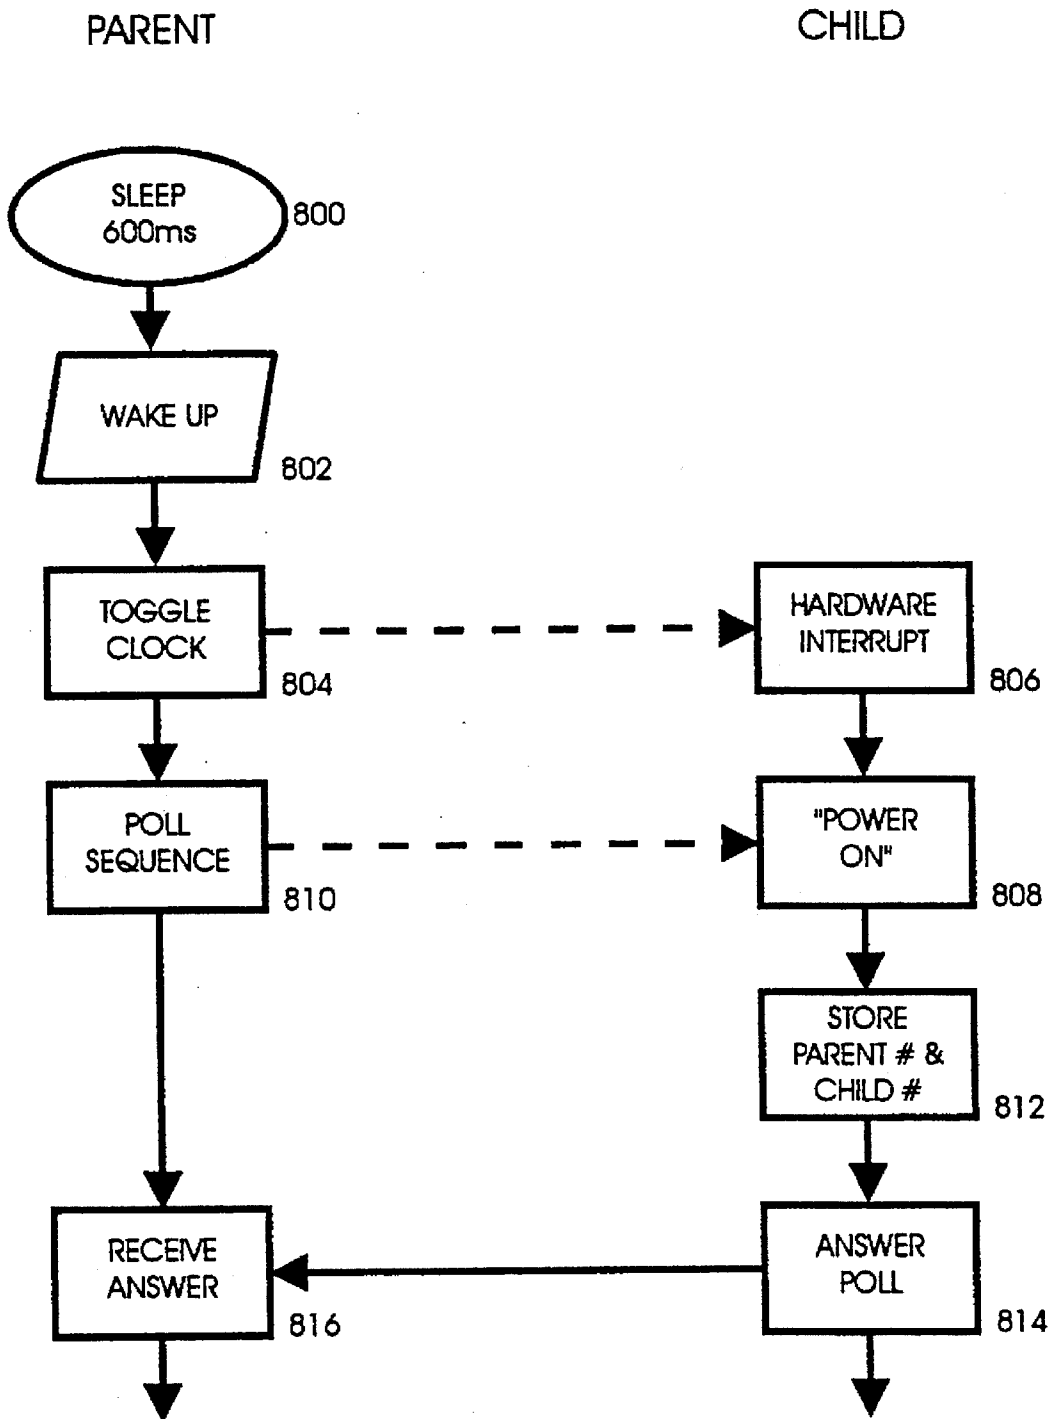 PARENT
CHILD
SLEEP
600ms
800
WAKE UP
802
TOGGLE
CLOCK
804
HARDWARE
INTERRUPT
806
POLL
SEQUENCE
810
"POWER
ON"
808
STORE
PARENT # &
CHILD #
812
RECEIVE
ANSWER
816
ANSWER
POLL
814